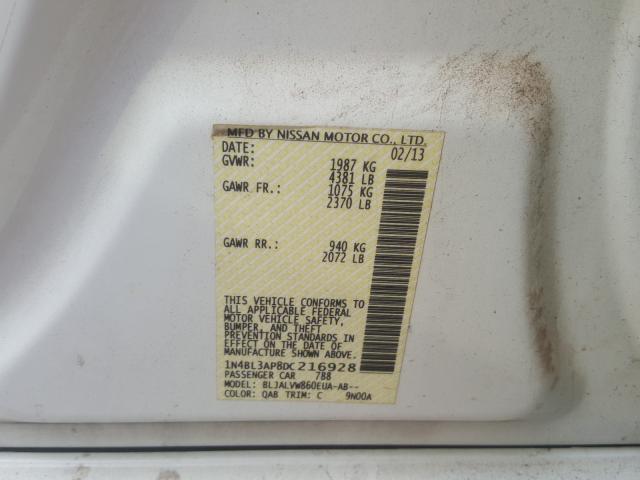 MFD BY NISSAN MOTOR CO., LTD.
DATE: 02/13
GVWR: 1987 KG
4381 LB
GAWR FR.: 1075 KG
2370 LB
GAWR RR.: 940 KG
2072 LB
THIS VEHICLE CONFORMS TO
ALL APPLICABLE FEDERAL
MOTOR VEHICLE SAFETY,
BUMPER, AND THEFT
PREVENTION STANDARDS IN
EFFECT ON THE DATE OF
MANUFACTURE SHOWN ABOVE.
1N4BL3AP8DC216928
PASSENGER CAR 7B8
MODEL: BLJALVW860EUA-AB--
COLOR: QAB TRIM: C 9N00A